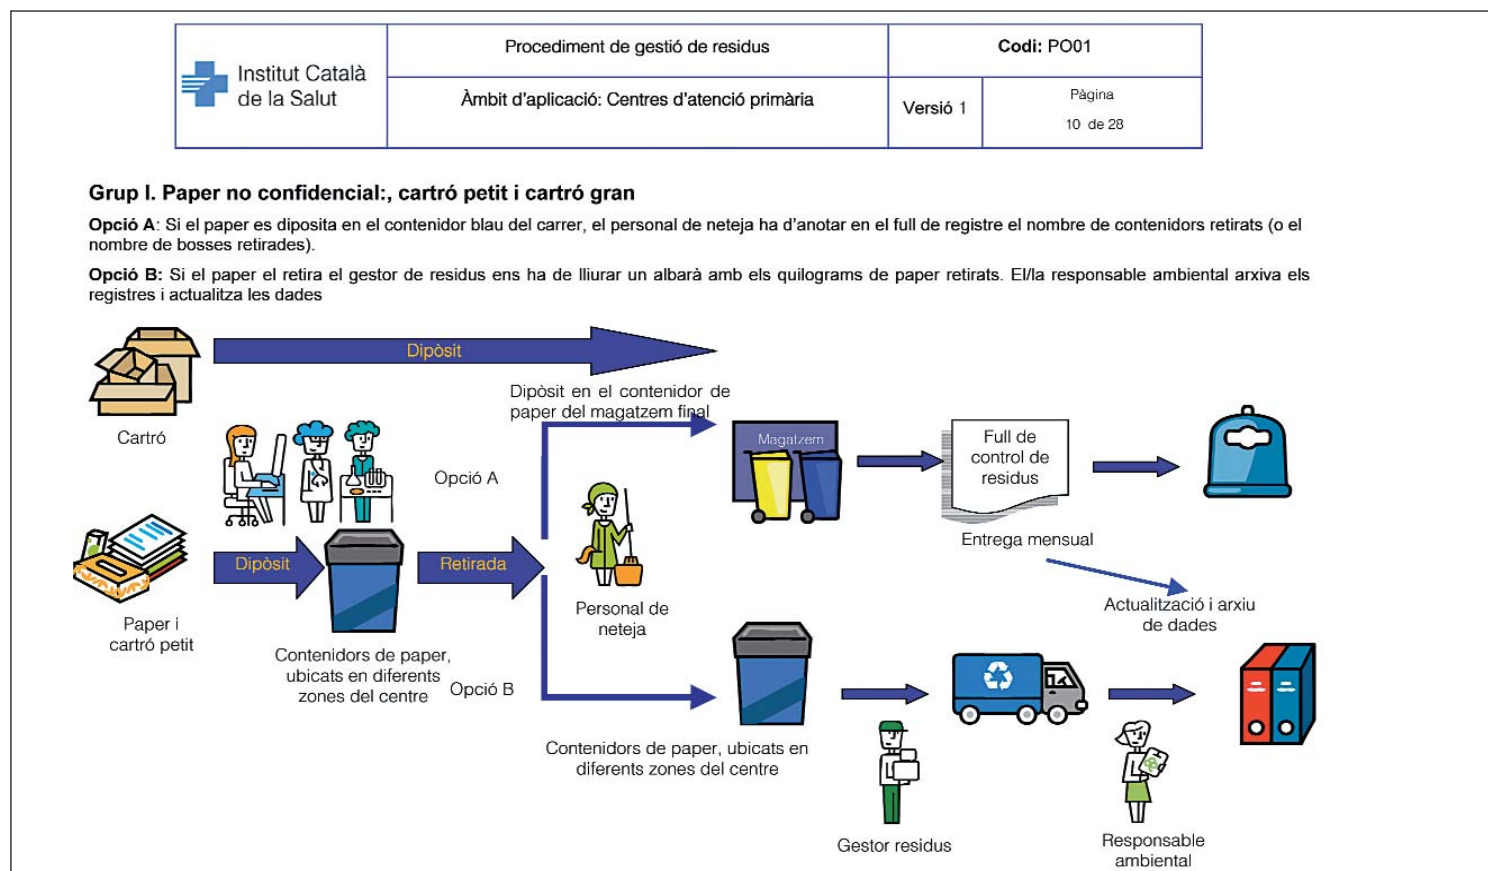 Institut Català
de la Salut
Procediment de gestió de residus
Codi: PO01
Àmbit d'aplicació: Centres d'atenció primària
Versió 1
Pàgina
10 de 28
Grup I. Paper no confidencial:, cartró petit i cartró gran
Opció A: Si el paper es diposita en el contenidor blau del carrer, el personal de neteja ha d'anotar en el full de registre el nombre de contenidors retirats (o el
nombre de bosses retirades).
Opció B: Si el paper el retira el gestor de residus ens ha de lliurar un albarà amb els quilograms de paper retirats. El/la responsable ambiental arxiva els
registres i actualitza les dades
Dipòsit
Dipòsit en el contenidor de
paper del magatzem final
Cartró
Magatzem
Full de
control de
residus
Opció A
Entrega mensual
Dipòsit
Retirada
Personal de
neteja
Actualització i arxiu
de dades
Paper i
cartró petit
Contenidors de paper,
ubicats en diferents
zones del centre
Opció B
Contenidors de paper, ubicats en
diferents zones del centre
Gestor residus
Responsable
ambiental